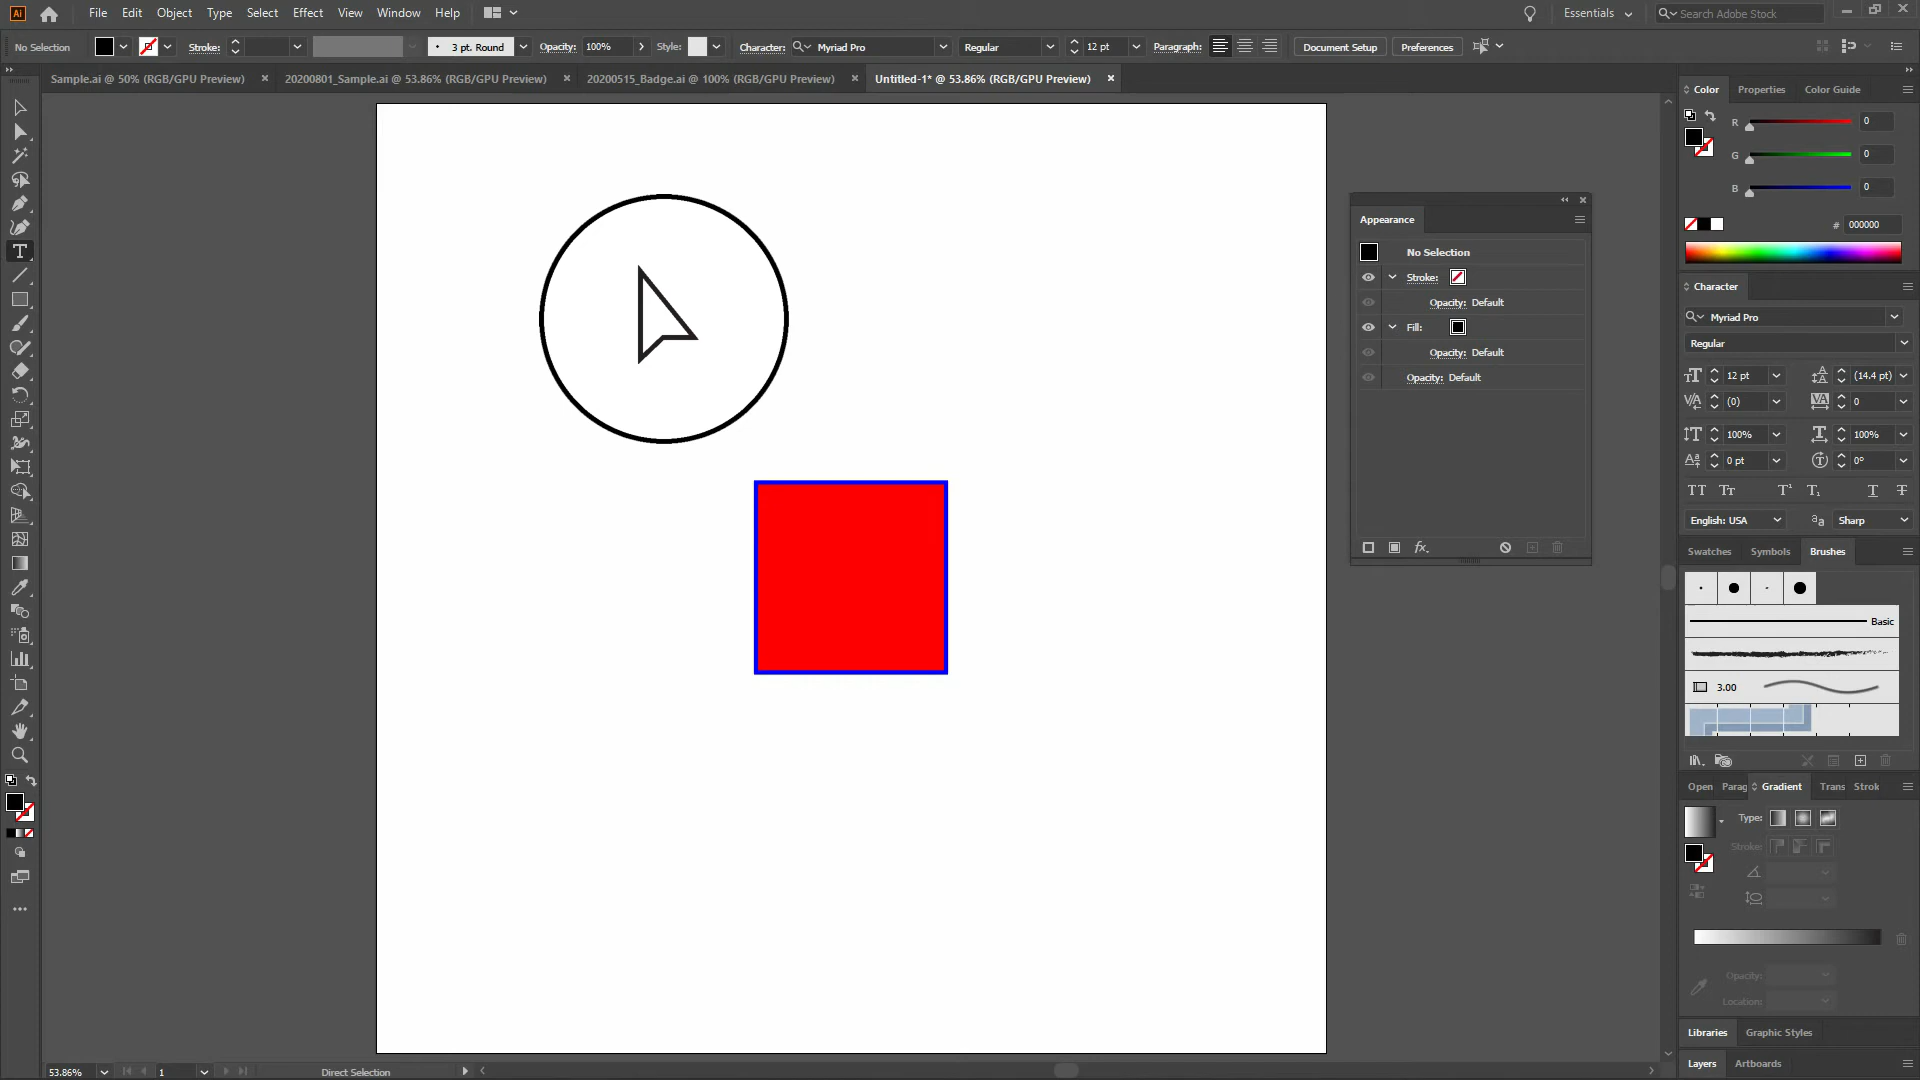 Ai File Edit Object Type Select Effect View Window Help Essentials Search Adobe Stock
No Selection Stroke: 3 pt. Round Opacity: 100% Style: Character: Myriad Pro Regular 12 pt Paragraph: Document Setup Preferences
Sample.ai @ 50% (RGB/GPU Preview) 20200801_Sample.ai @ 53.86% (RGB/GPU Preview) 20200515_Badge.ai @ 100% (RGB/GPU Preview) Untitled-1* @ 53.86% (RGB/GPU Preview)
Color Properties Color Guide
R 0
G 0
B 0
# 000000
Appearance
No Selection
Stroke:
Opacity: Default
Fill:
Opacity: Default
Opacity: Default
fx.
Character
Myriad Pro
Regular
12 pt (14.4 pt)
(0) 0
100% 100%
0 pt 0°
English: USA Sharp
Swatches Symbols Brushes
Basic
3.00
Open Parag Gradient Trans Strok
Type:
Stroke:
Opacity:
Location:
Libraries Graphic Styles
Layers Artboards
53.86% 1 Direct Selection